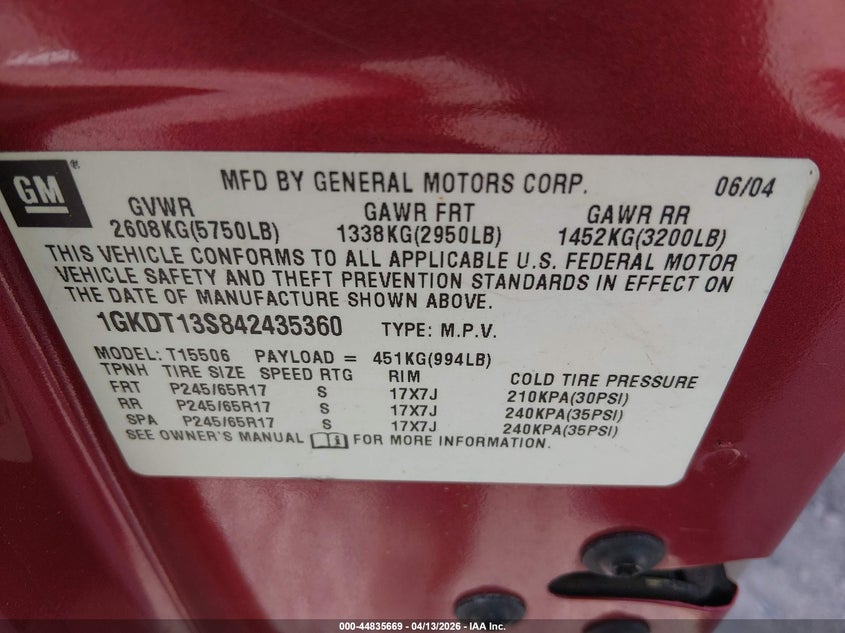 GM®
MFD BY GENERAL MOTORS CORP. 06/04
GVWR GAWR FRT GAWR RR
2608KG(5750LB) 1338KG(2950LB) 1452KG(3200LB)
THIS VEHICLE CONFORMS TO ALL APPLICABLE U.S. FEDERAL MOTOR
VEHICLE SAFETY AND THEFT PREVENTION STANDARDS IN EFFECT ON
THE DATE OF MANUFACTURE SHOWN ABOVE.
1GKDT13S842435360 TYPE: M.P.V.
MODEL: T15506 PAYLOAD = 451KG(994LB)
TPNH TIRE SIZE SPEED RTG RIM COLD TIRE PRESSURE
FRT P245/65R17 S 17X7J 210KPA(30PSI)
RR P245/65R17 S 17X7J 240KPA(35PSI)
SPA P245/65R17 S 17X7J 240KPA(35PSI)
SEE OWNER'S MANUAL FOR MORE INFORMATION.
000-44835669 - 04/13/2026 - IAA Inc.